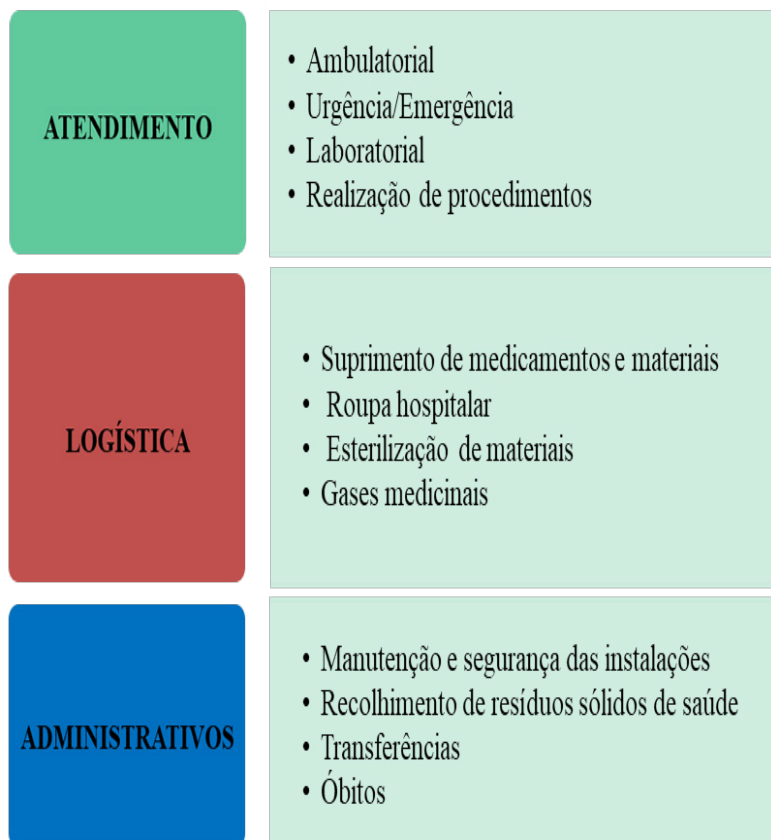 ATENDIMENTO
• Ambulatorial
• Urgência/Emergência
• Laboratorial
• Realização de procedimentos
LOGÍSTICA
• Suprimento de medicamentos e materiais
• Roupa hospitalar
• Esterilização de materiais
• Gases medicinais
ADMINISTRATIVOS
• Manutenção e segurança das instalações
• Recolhimento de resíduos sólidos de saúde
• Transferências
• Óbitos